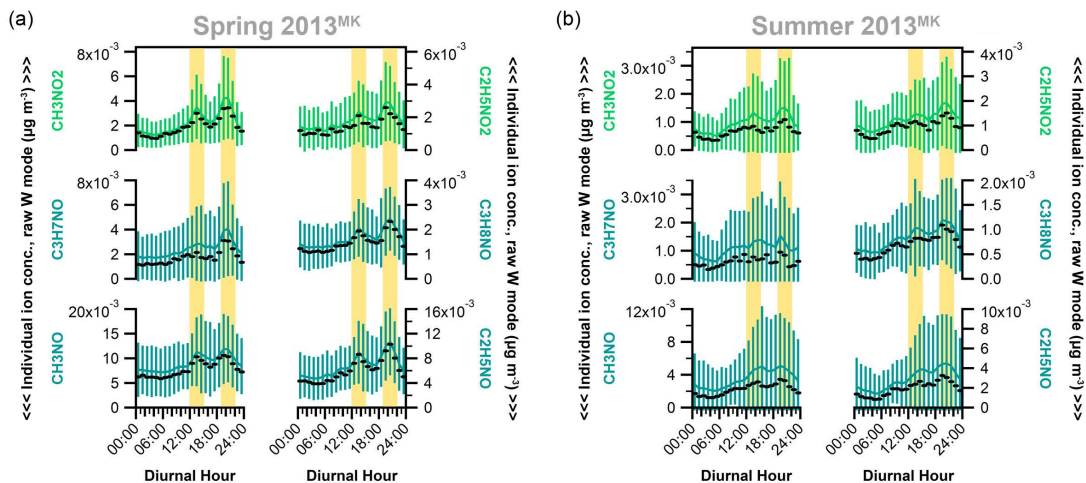 (a)
Spring 2013MK
<<< Individual ion conc., raw W mode (µg m-3) >>>
CH3NO2
8x10-3
6
4
2
0
6x10-3
5
4
3
2
1
0
C2H5NO2
C3H7NO
8x10-3
6
4
2
0
4x10-3
3
2
1
0
C3H8NO
CH3NO
20x10-3
15
10
5
0
16x10-3
12
8
4
0
C2H5NO
<<< Individual ion conc., raw W mode (µg m-3) >>>
00:00
06:00
12:00
18:00
24:00
00:00
06:00
12:00
18:00
24:00
Diurnal Hour
Diurnal Hour
(b)
Summer 2013MK
<<< Individual ion conc., raw W mode (µg m-3) >>>
CH3NO2
3.0x10-3
2.0
1.0
0.0
4x10-3
3
2
1
0
C2H5NO2
C3H7NO
3.0x10-3
2.0
1.0
0.0
2.0x10-3
1.5
1.0
0.5
0.0
C3H8NO
CH3NO
12x10-3
8
4
0
10x10-3
8
6
4
2
0
C2H5NO
<<< Individual ion conc., raw W mode (µg m-3) >>>
00:00
06:00
12:00
18:00
24:00
00:00
06:00
12:00
18:00
24:00
Diurnal Hour
Diurnal Hour